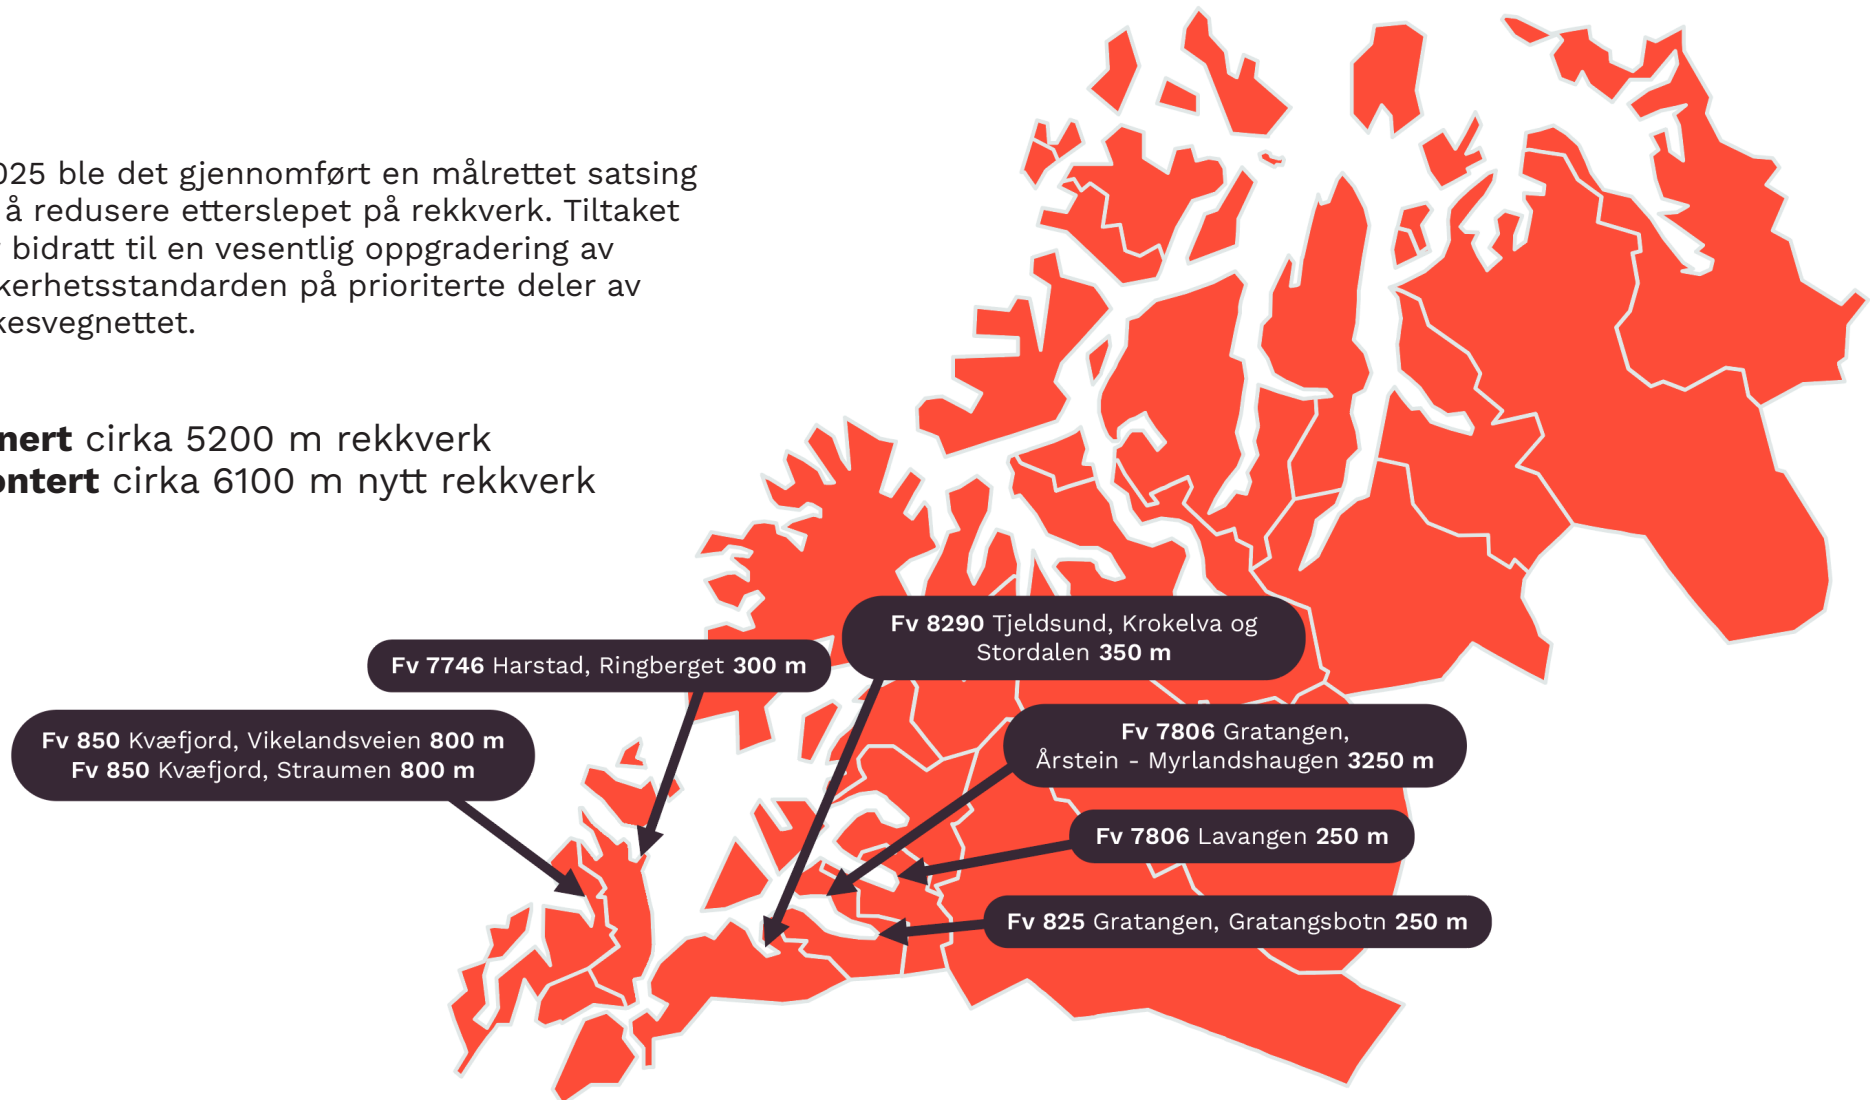 025 ble det gjennomført en målrettet satsing
å redusere etterslepet på rekkverk. Tiltaket
bidratt til en vesentlig oppgradering av
kerhetsstandarden på prioriterte deler av
kesvegnettet.
nert cirka 5200 m rekkverk
ontert cirka 6100 m nytt rekkverk
Fv 8290 Tjeldsund, Krokelva og
Stordalen 350 m
Fv 7746 Harstad, Ringberget 300 m
Fv 850 Kvæfjord, Vikelandsveien 800 m
Fv 850 Kvæfjord, Straumen 800 m
Fv 7806 Gratangen,
Årstein - Myrlandshaugen 3250 m
Fv 7806 Lavangen 250 m
Fv 825 Gratangen, Gratangsbotn 250 m